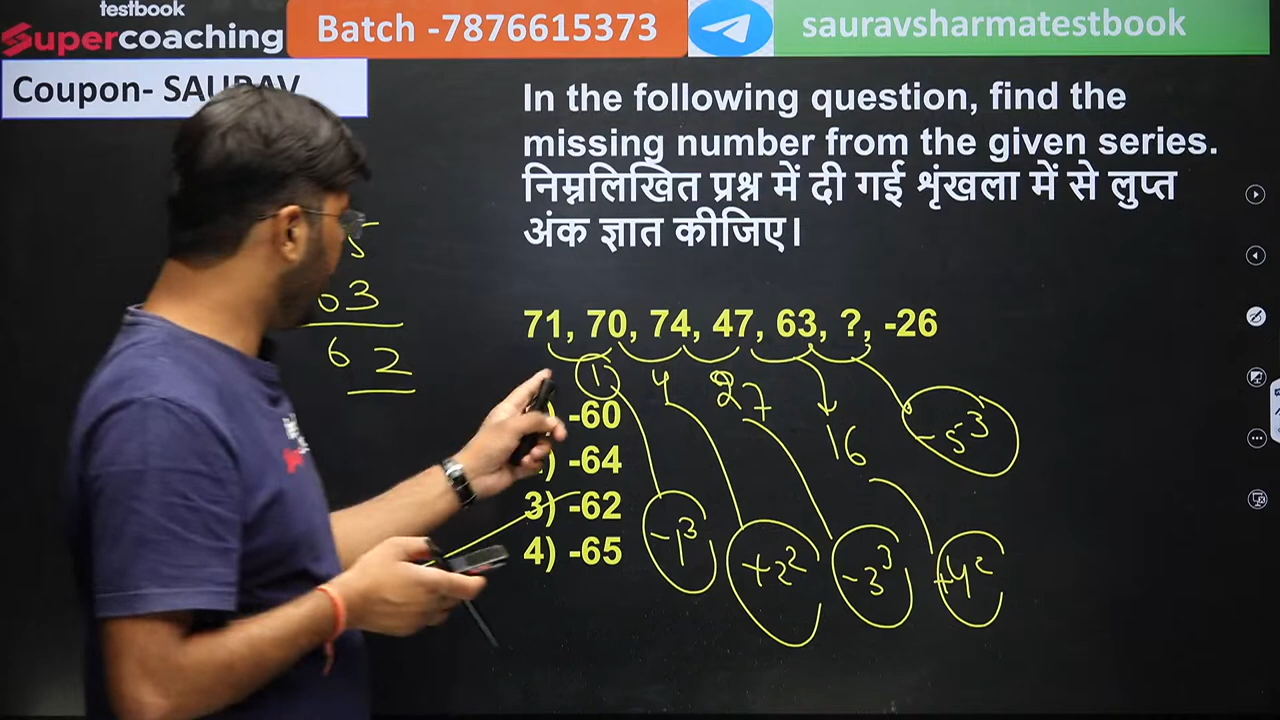 testbook
Supercoaching
Batch -7876615373
sauravsharmatestbook
Coupon- SAURAV
In the following question, find the
missing number from the given series.
निम्नलिखित प्रश्न में दी गई शृंखला में से लुप्त
अंक ज्ञात कीजिए।
71, 70, 74, 47, 63, ?, -26
-60
) -64
3) -62
4) -65
5
03
62
1
4
27
16
-5³
-1³
+2²
-3³
+4²